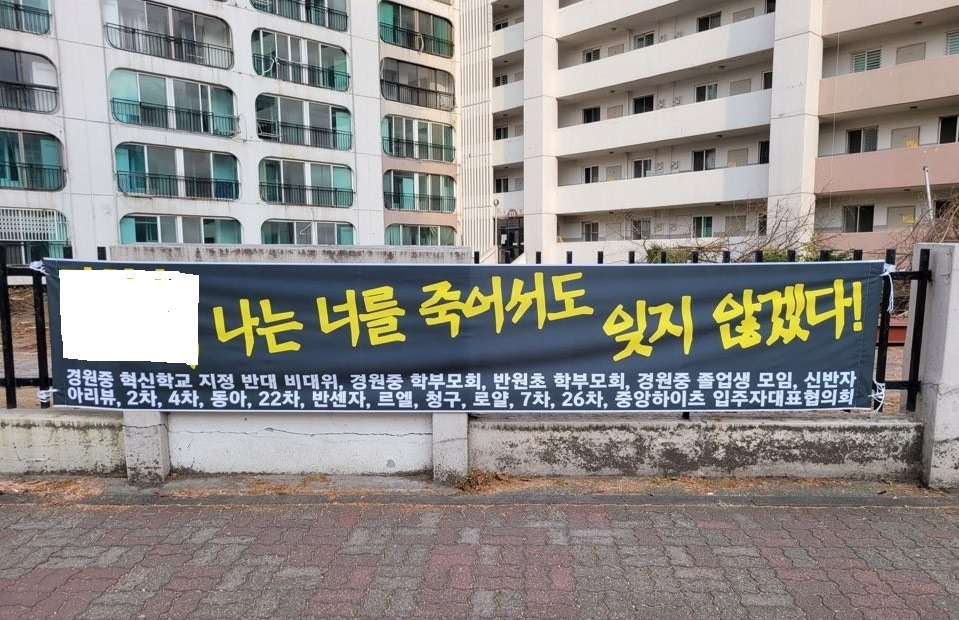 나는 너를 죽어서도 잊지 않겠다!
경원중 혁신학교 지정 반대 비대위, 경원중 학부모회, 반원초 학부모회, 경원중 졸업생 모임, 신반자
아리뷰, 2차, 4차, 동아, 22차, 반센자, 르엘, 청구, 로얄, 7차, 26차, 중앙하이츠 입주자대표협의회